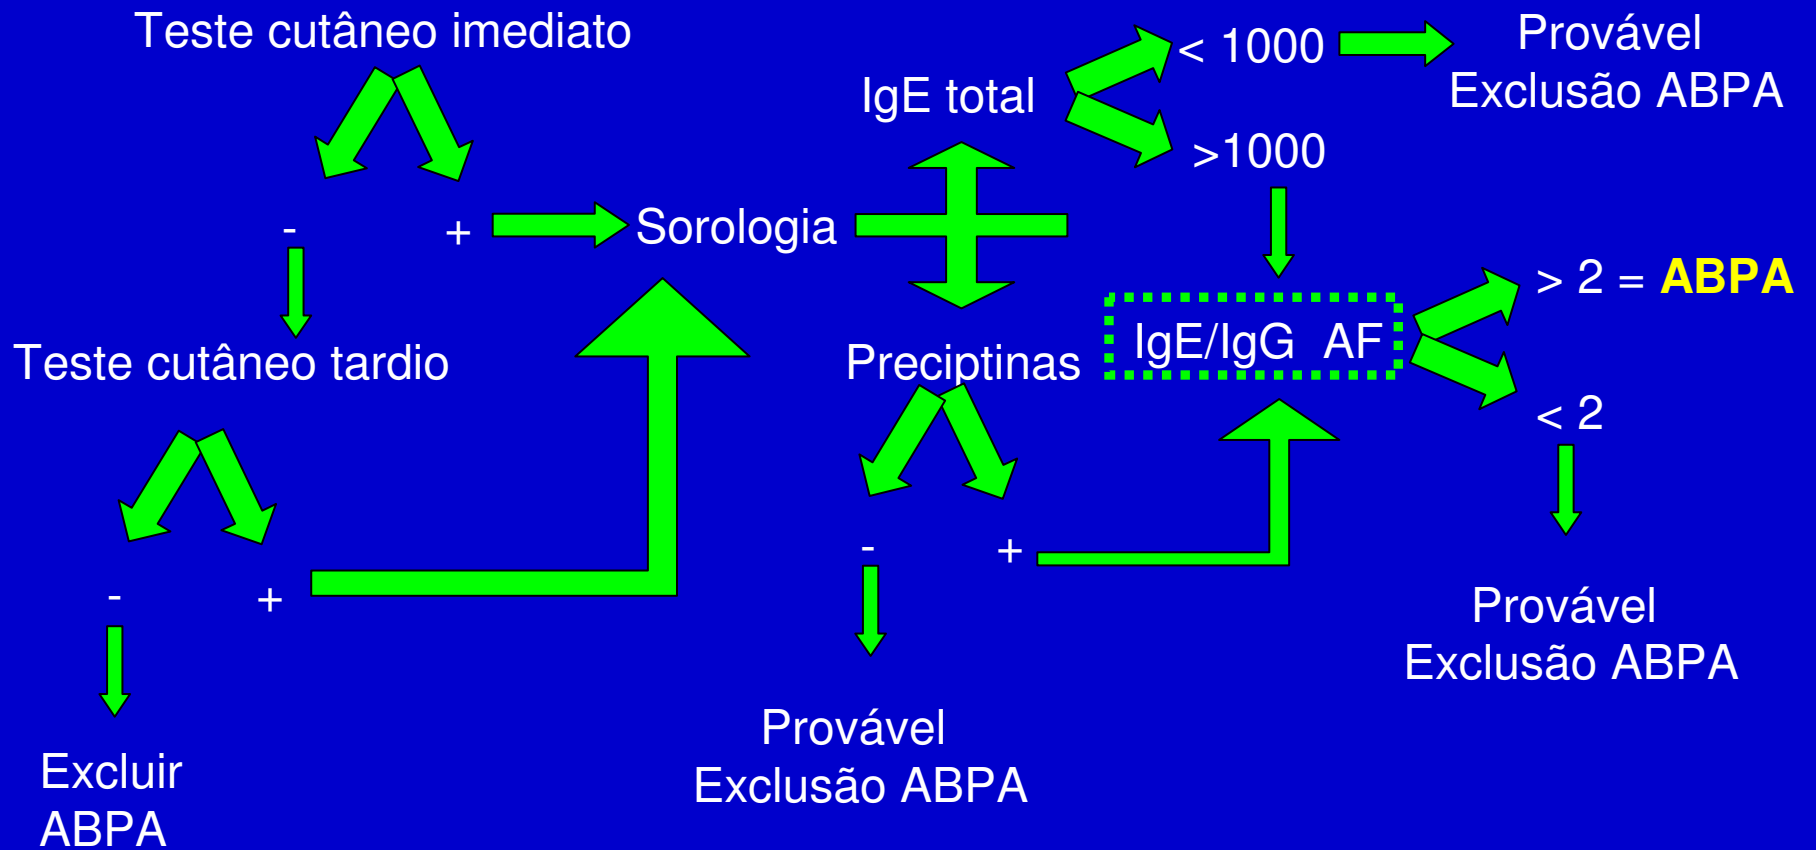 Teste cutâneo imediato
-
+
Sorologia
IgE total
< 1000
Provável
Exclusão ABPA
>1000
Teste cutâneo tardio
-
+
Excluir
ABPA
Preciptinas
-
+
Provável
Exclusão ABPA
IgE/IgG AF
> 2 = ABPA
< 2
Provável
Exclusão ABPA